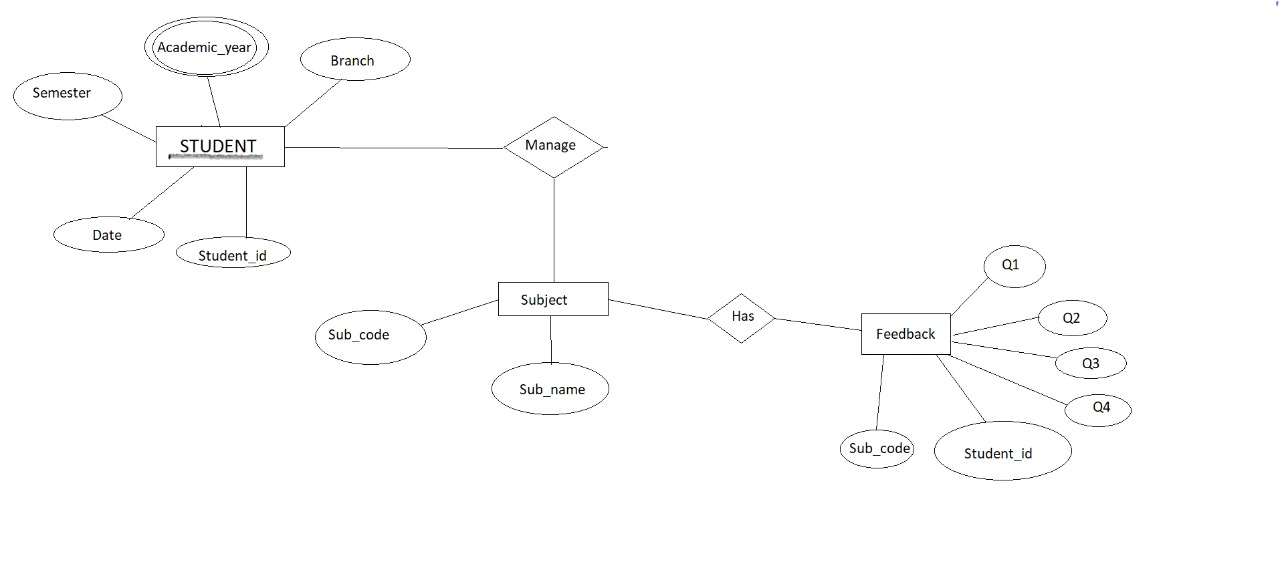 Academic_year
Branch
Semester
STUDENT
Manage
Date
Student_id
Q1
Subject
Has
Q2
Sub_code
Feedback
Q3
Sub_name
Q4
Sub_code
Student_id